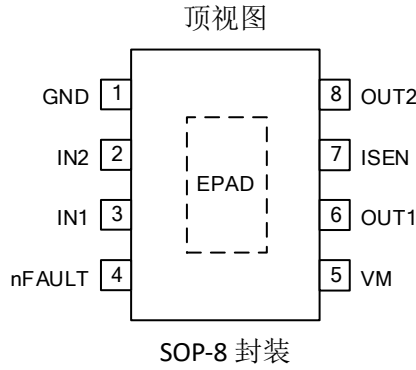 顶视图
GND 1 8 OUT2
IN2 2 7 ISEN
EPAD
IN1 3 6 OUT1
nFAULT 4 5 VM
SOP-8 封装